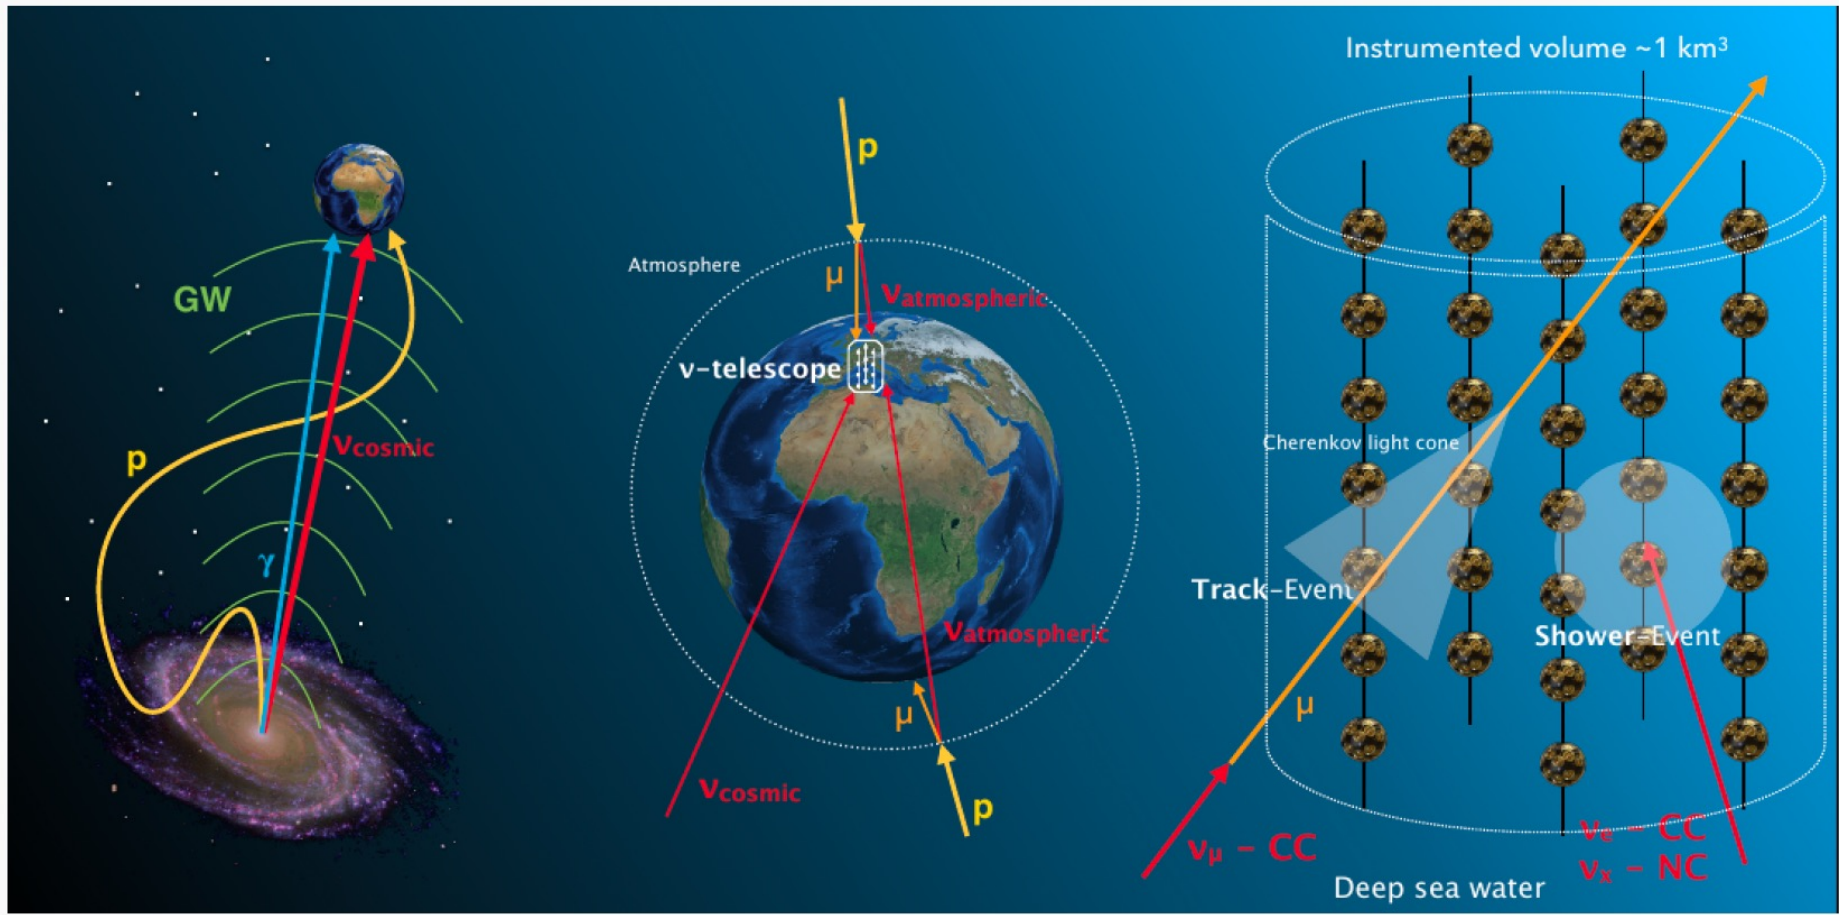 GW
p
νcosmic
γ
p
Atmosphere
μ
νatmospheric
ν-telescope
νatmospheric
μ
νcosmic
p
Instrumented volume ~1 km³
Cherenkov light cone
Track-Event
Shower-Event
μ
νμ - CC
νe - CC
νx - NC
Deep sea water